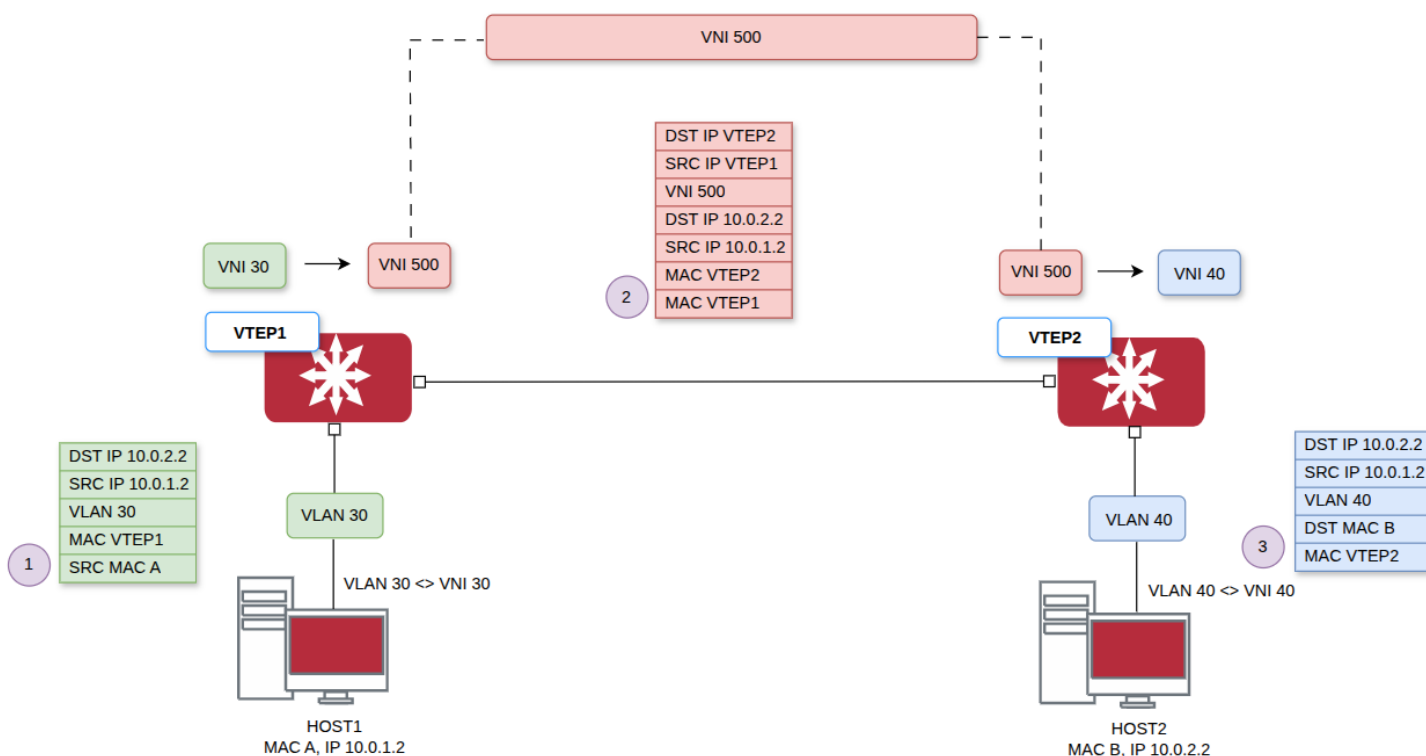 VNI 500
DST IP VTEP2
SRC IP VTEP1
VNI 500
DST IP 10.0.2.2
SRC IP 10.0.1.2
MAC VTEP2
MAC VTEP1
2
VNI 30
VNI 500
VNI 500
VNI 40
VTEP1
VTEP2
DST IP 10.0.2.2
SRC IP 10.0.1.2
VLAN 30
MAC VTEP1
SRC MAC A
1
VLAN 30
VLAN 30 <> VNI 30
HOST1
MAC A, IP 10.0.1.2
VLAN 40
VLAN 40 <> VNI 40
HOST2
MAC B, IP 10.0.2.2
DST IP 10.0.2.2
SRC IP 10.0.1.2
VLAN 40
DST MAC B
MAC VTEP2
3